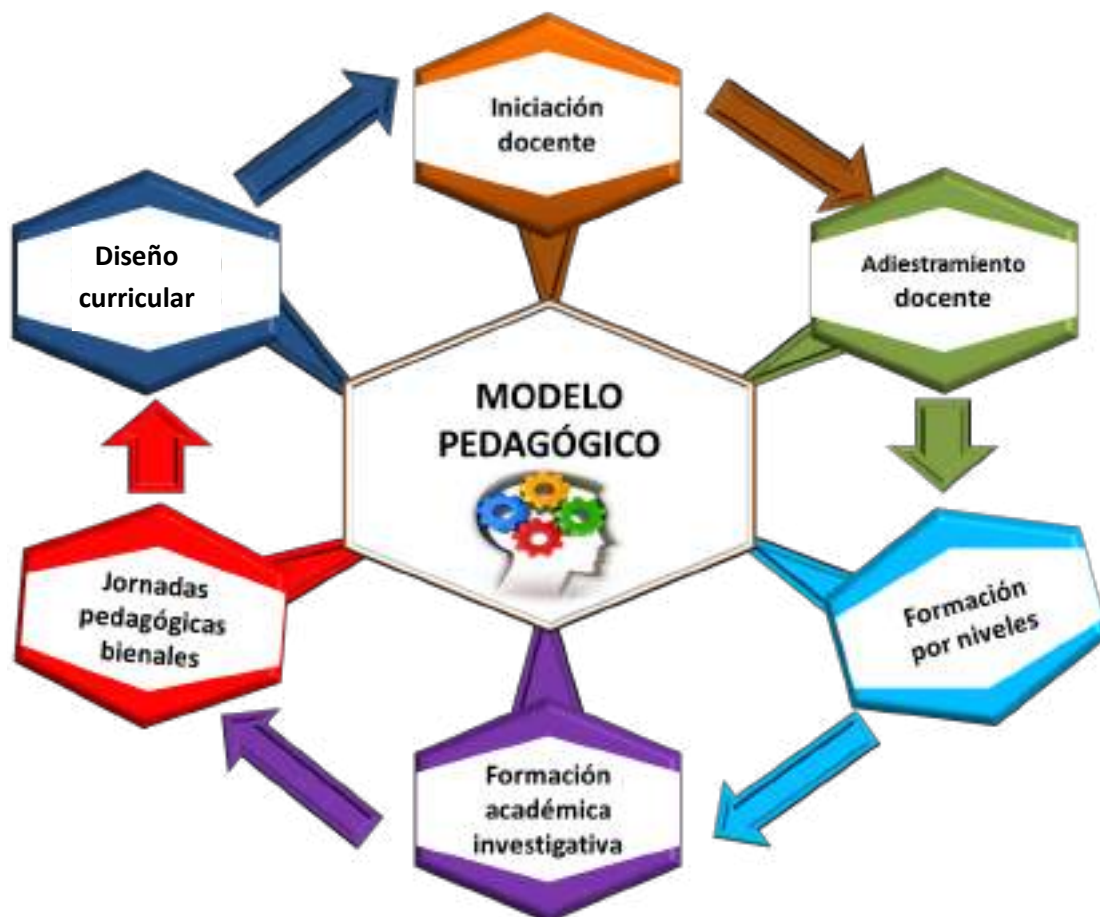 Iniciación
docente
Adiestramiento
docente
Formación
por niveles
Formación
académica
investigativa
Jornadas
pedagógicas
bienales
Diseño
curricular
MODELO
PEDAGÓGICO